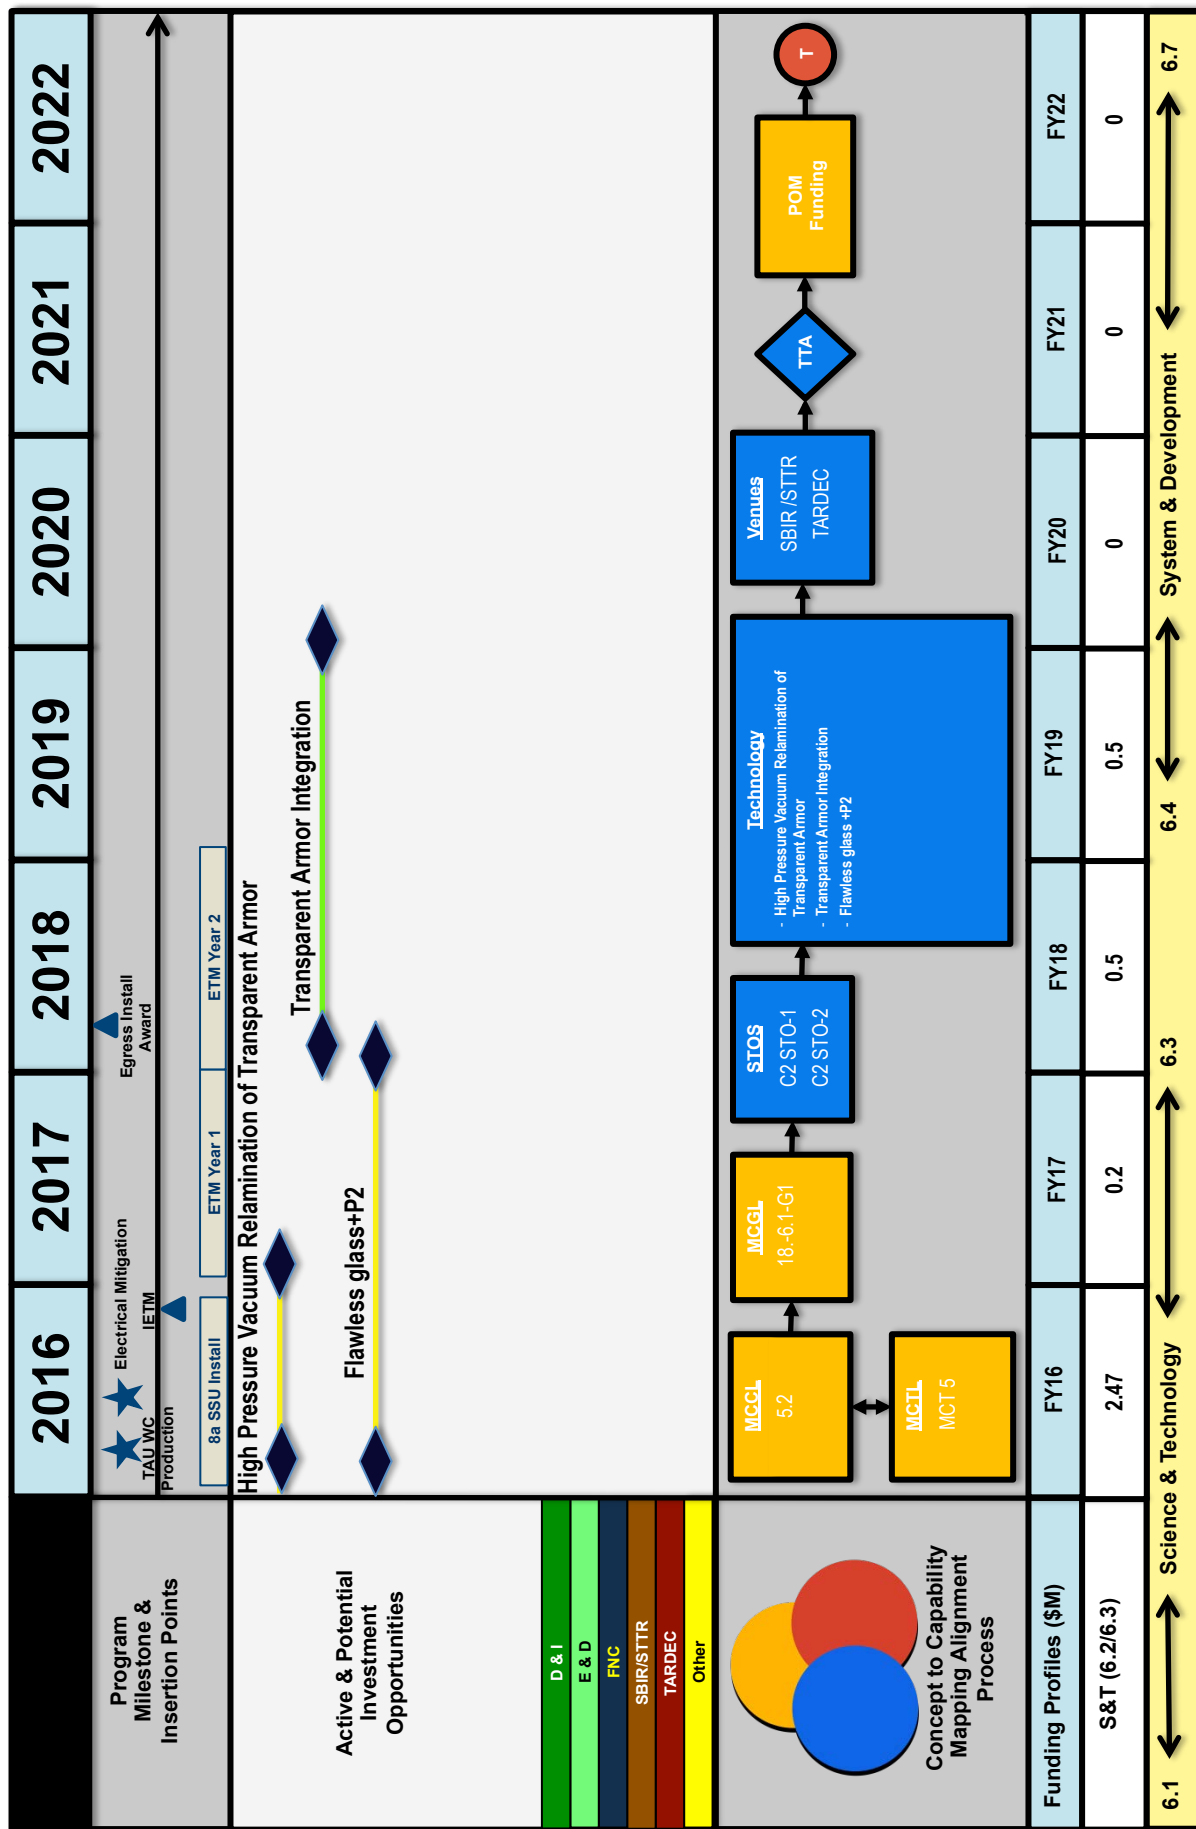 2016
2017
2018
2019
2020
2021
2022
Program
Milestone &
Insertion Points
Electrical Mitigation
TAU WC
Production
IETM
Egress Install
Award
8a SSU Install
ETM Year 1
ETM Year 2
Active & Potential
Investment
Opportunities
High Pressure Vacuum Relamination of Transparent Armor
Transparent Armor Integration
Flawless glass+P2
D & I
E & D
FNC
SBIR/STTR
TARDEC
Other
Concept to Capability
Mapping Alignment
Process
MCCL
5.2
MCTL
MCT 5
MCGL
18.-6.1-G1
STOS
C2 STO-1
C2 STO-2
Technology
- High Pressure Vacuum Relamination of
Transparent Armor
- Transparent Armor Integration
- Flawless glass +P2
Venues
SBIR /STTR
TARDEC
TTA
POM
Funding
T
Funding Profiles ($M)
FY16
FY17
FY18
FY19
FY20
FY21
FY22
S&T (6.2/6.3)
2.47
0.2
0.5
0.5
0
0
0
6.1
Science & Technology
6.3
6.4
System & Development
6.7